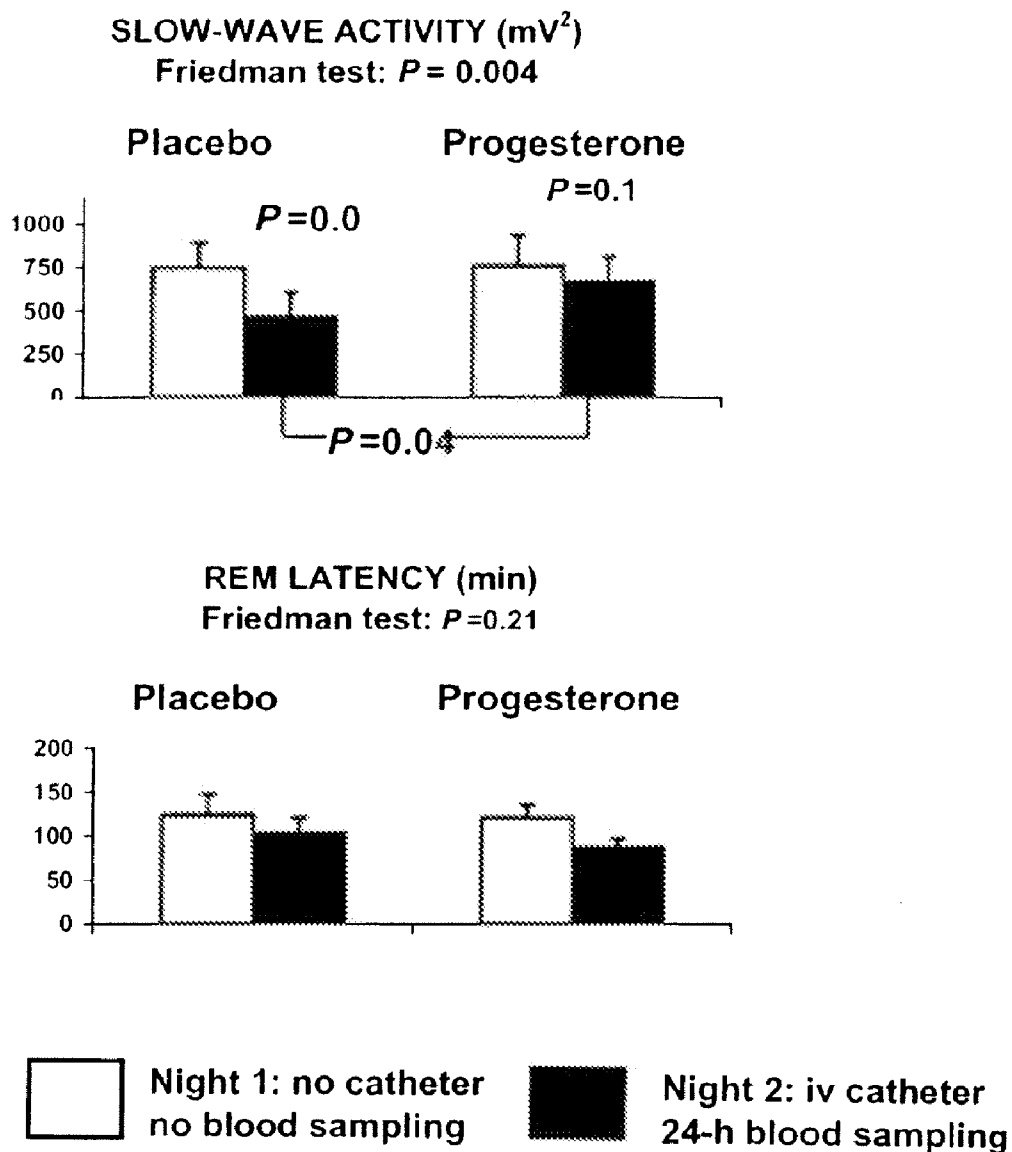 SLOW-WAVE ACTIVITY (mV²)
Friedman test: P = 0.004
Placebo Progesterone
P=0.0 P=0.1
1000
750
500
250
0
P=0.04
REM LATENCY (min)
Friedman test: P=0.21
Placebo Progesterone
200
150
100
50
0
Night 1: no catheter
no blood sampling
Night 2: iv catheter
24-h blood sampling